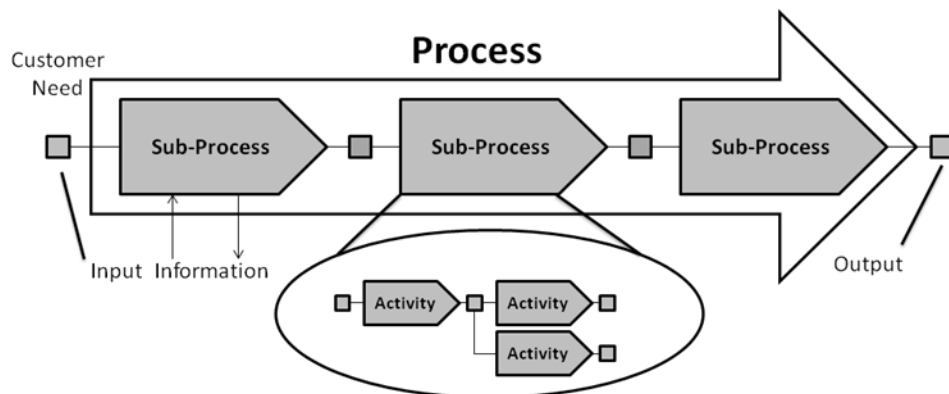 Process
Customer
Need
Sub-Process
Sub-Process
Sub-Process
Input
Information
Output
Activity
Activity
Activity